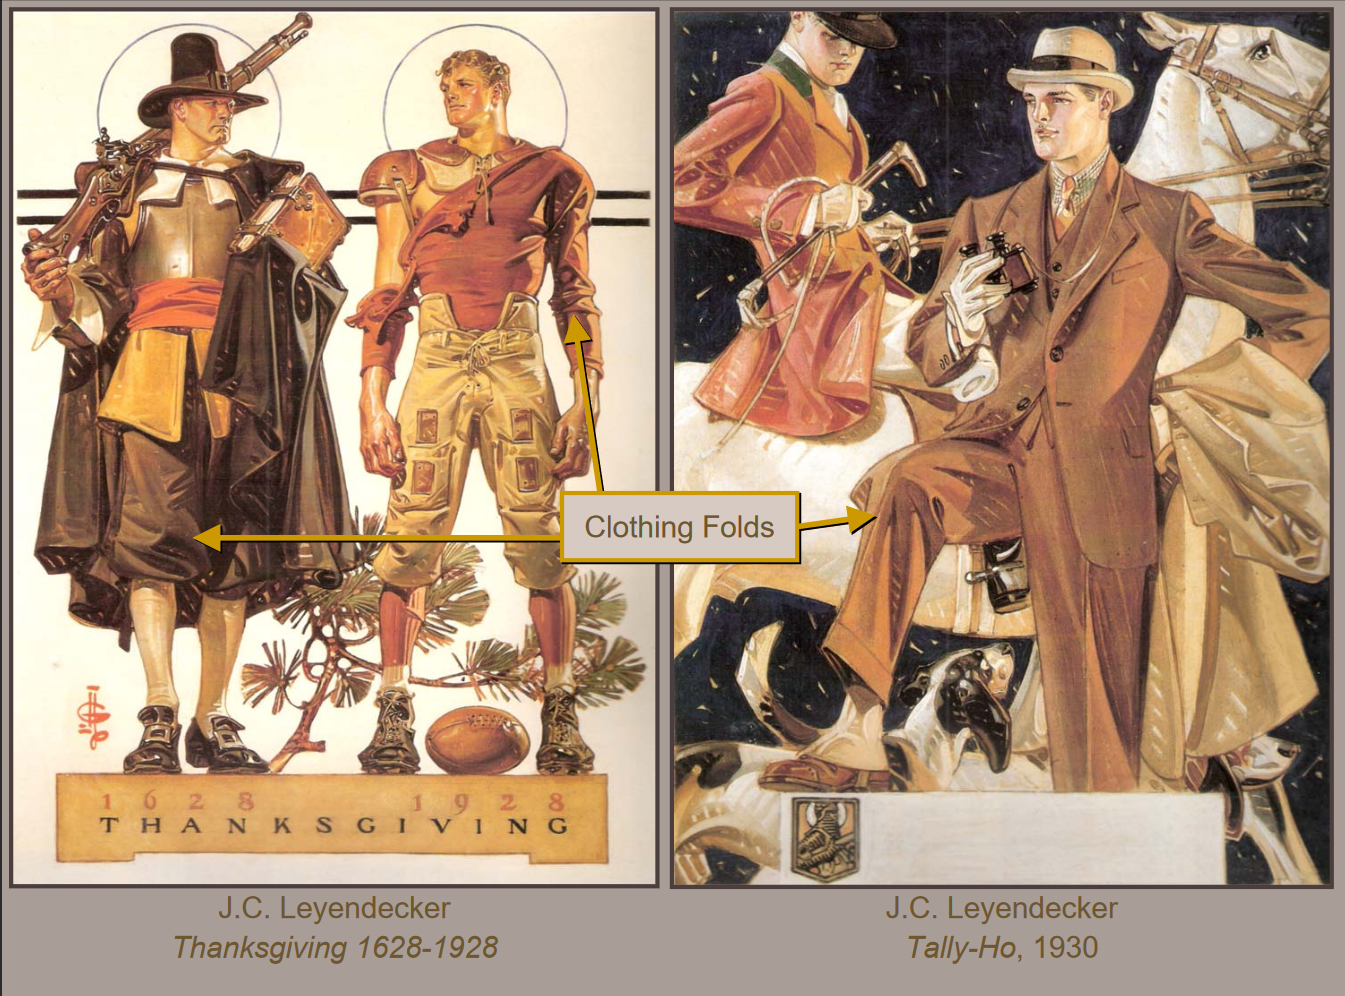 1628 1928
THANKSGIVING
Clothing Folds
J.C. Leyendecker
Thanksgiving 1628-1928
J.C. Leyendecker
Tally-Ho, 1930